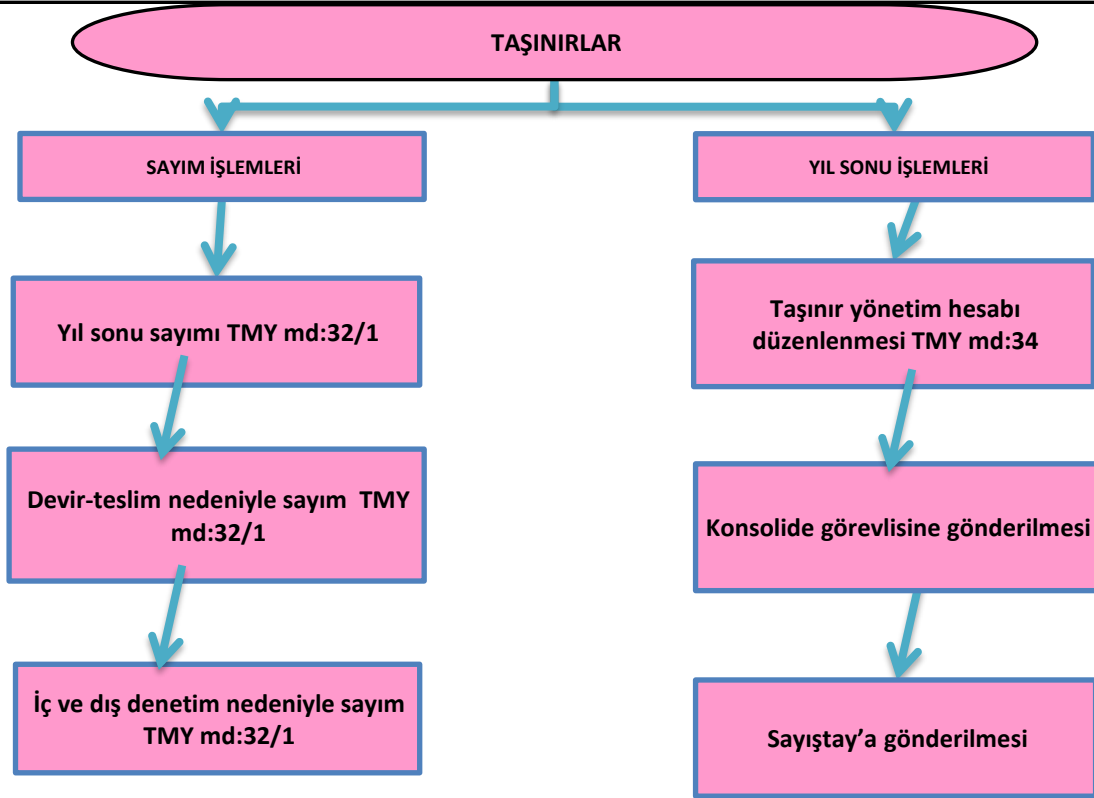 TAŞINIRLAR
SAYIM İŞLEMLERİ
Yıl sonu sayımı TMY md:32/1
Devir-teslim nedeniyle sayım TMY
md:32/1
İç ve dış denetim nedeniyle sayım
TMY md:32/1
YIL SONU İŞLEMLERİ
Taşınır yönetim hesabı
düzenlenmesi TMY md:34
Konsolide görevlisine gönderilmesi
Sayıştay’a gönderilmesi